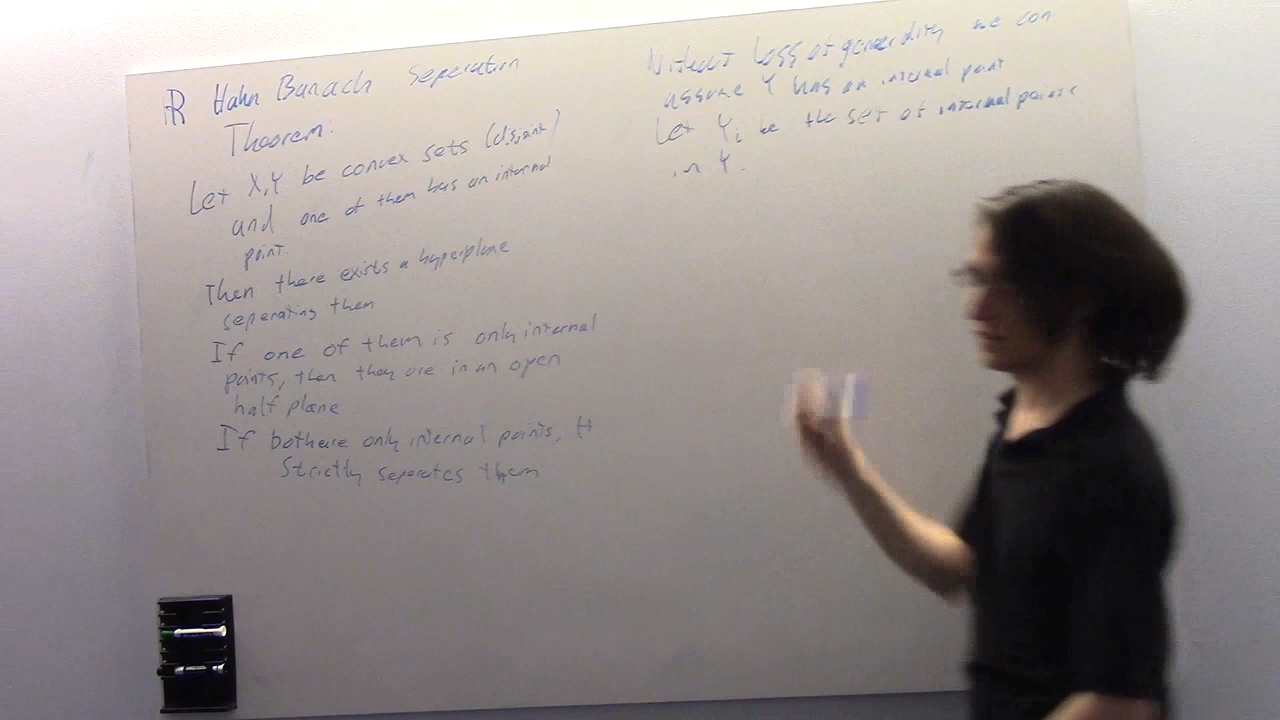 ℝ Hahn Banach Seperation
Theorem:
Let X,Y be convex sets (disjoint)
and one of them has an internal
point.
Then there exists a hyperplane
seperating them
If one of them is only internal
points, then they are in an open
half plane
If both are only internal points, H
Strictly seperates them
Without loss of generality we can
assume Y has an internal point
Let Yi be the set of internal points
in Y.